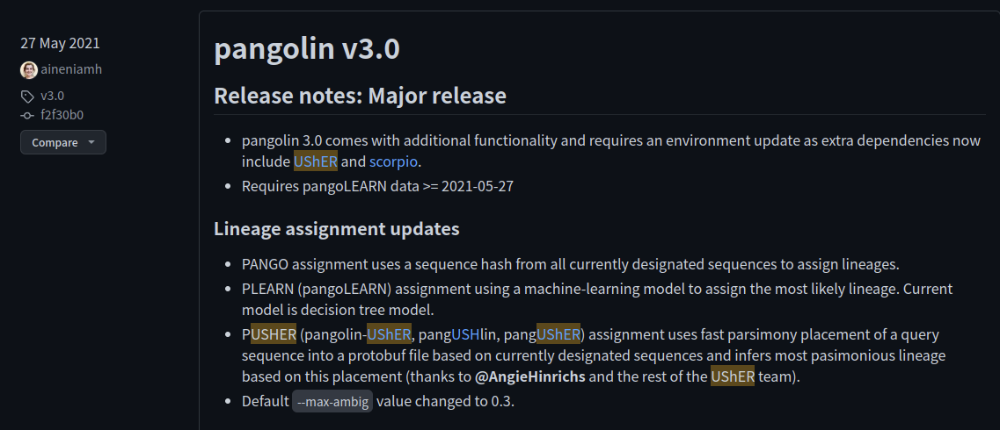 27 May 2021
aineniamh
v3.0
f2f30b0
Compare
pangolin v3.0
Release notes: Major release
pangolin 3.0 comes with additional functionality and requires an environment update as extra dependencies now
include UShER and scorpio.
Requires pangoLEARN data >= 2021-05-27
Lineage assignment updates
PANGO assignment uses a sequence hash from all currently designated sequences to assign lineages.
PLEARN (pangoLEARN) assignment using a machine-learning model to assign the most likely lineage. Current
model is decision tree model.
PUSHER (pangolin-UShER, pangUSHlin, pangUShER) assignment uses fast parsimony placement of a query
sequence into a protobuf file based on currently designated sequences and infers most pasimonious lineage
based on this placement (thanks to @AngieHinrichs and the rest of the UShER team).
Default --max-ambig value changed to 0.3.